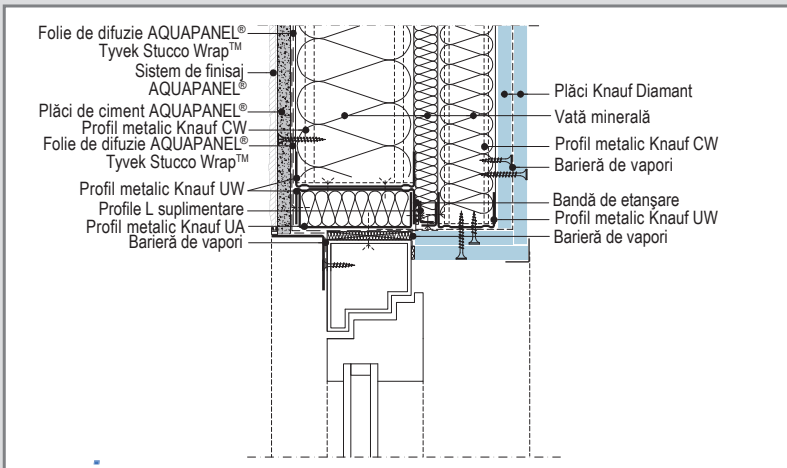 Folie de difuzie AQUAPANEL®
Tyvek Stucco Wrap™
Sistem de finisaj
AQUAPANEL®
Plăci de ciment AQUAPANEL®
Profil metalic Knauf CW
Folie de difuzie AQUAPANEL®
Tyvek Stucco Wrap™
Profil metalic Knauf UW
Profile L suplimentare
Profil metalic Knauf UA
Barieră de vapori
Plăci Knauf Diamant
Vată minerală
Profil metalic Knauf CW
Barieră de vapori
Bandă de etanşare
Profil metalic Knauf UW
Barieră de vapori